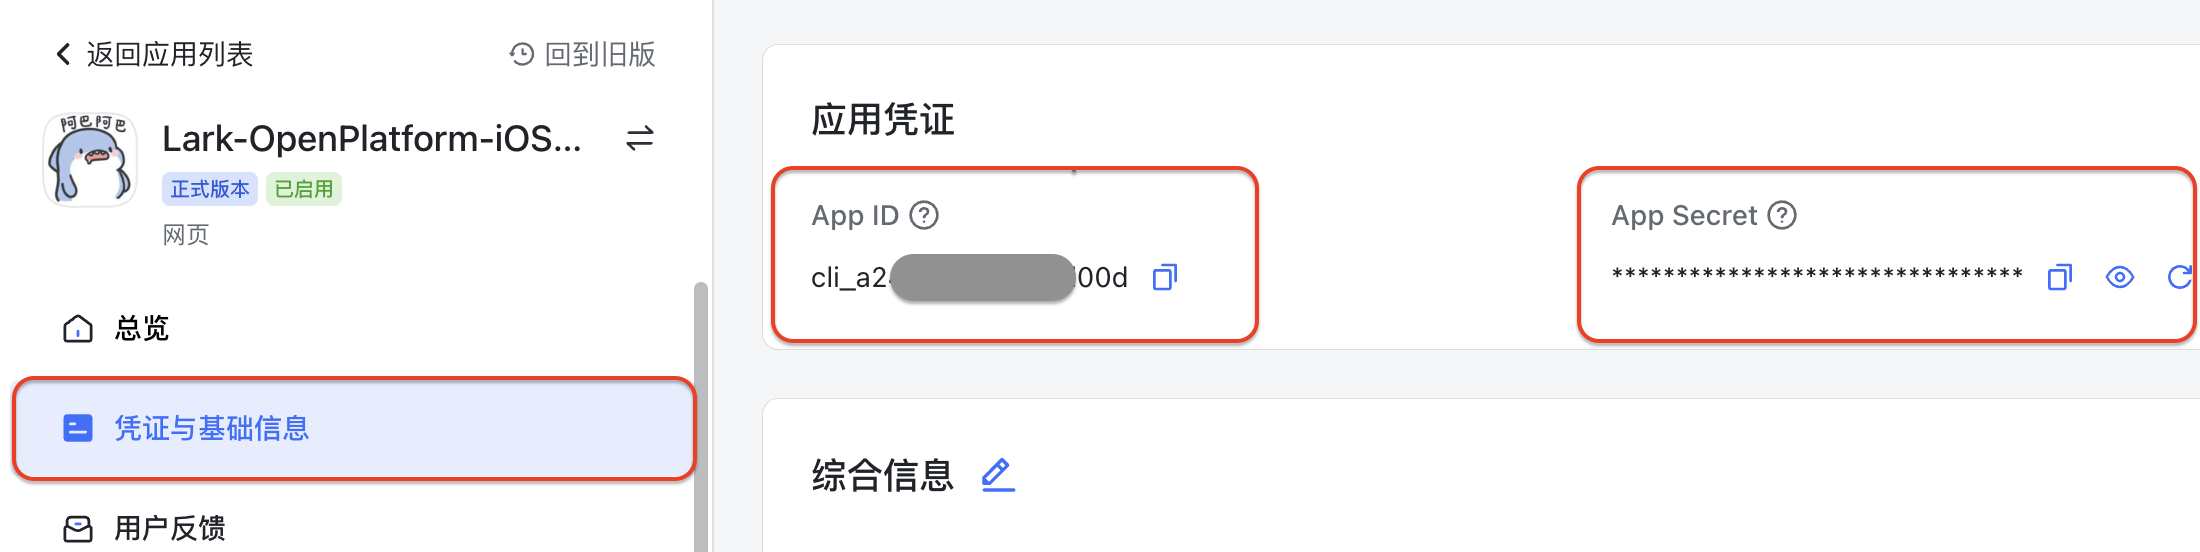 返回应用列表
回到旧版
阿巴阿巴
Lark-OpenPlatform-iOS...
正式版本 已启用
网页
总览
凭证与基础信息
用户反馈
应用凭证
App ID
cli_a2 00d
App Secret
********************************
综合信息